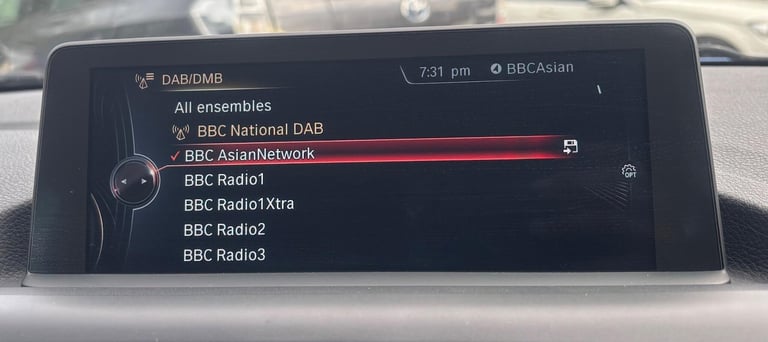 DAB/DMB 7:31 pm BBCAsian
All ensembles
BBC National DAB
BBC AsianNetwork
BBC Radio1
BBC Radio1Xtra
BBC Radio2
BBC Radio3
OPT